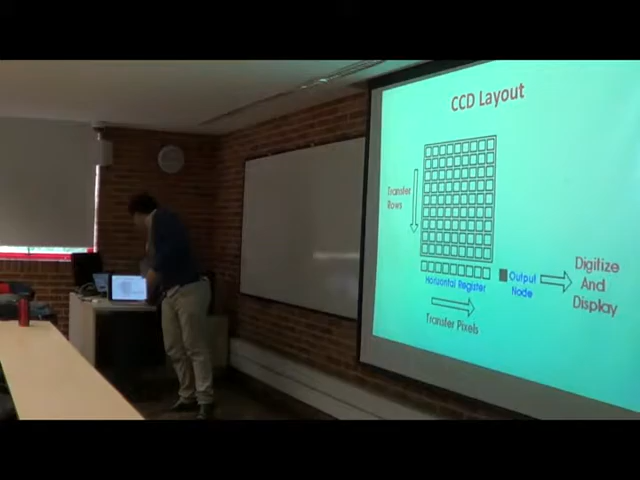 CCD Layout
Transfer
Rows
Horizontal Register
Output
Node
Transfer Pixels
Digitize
And
Display